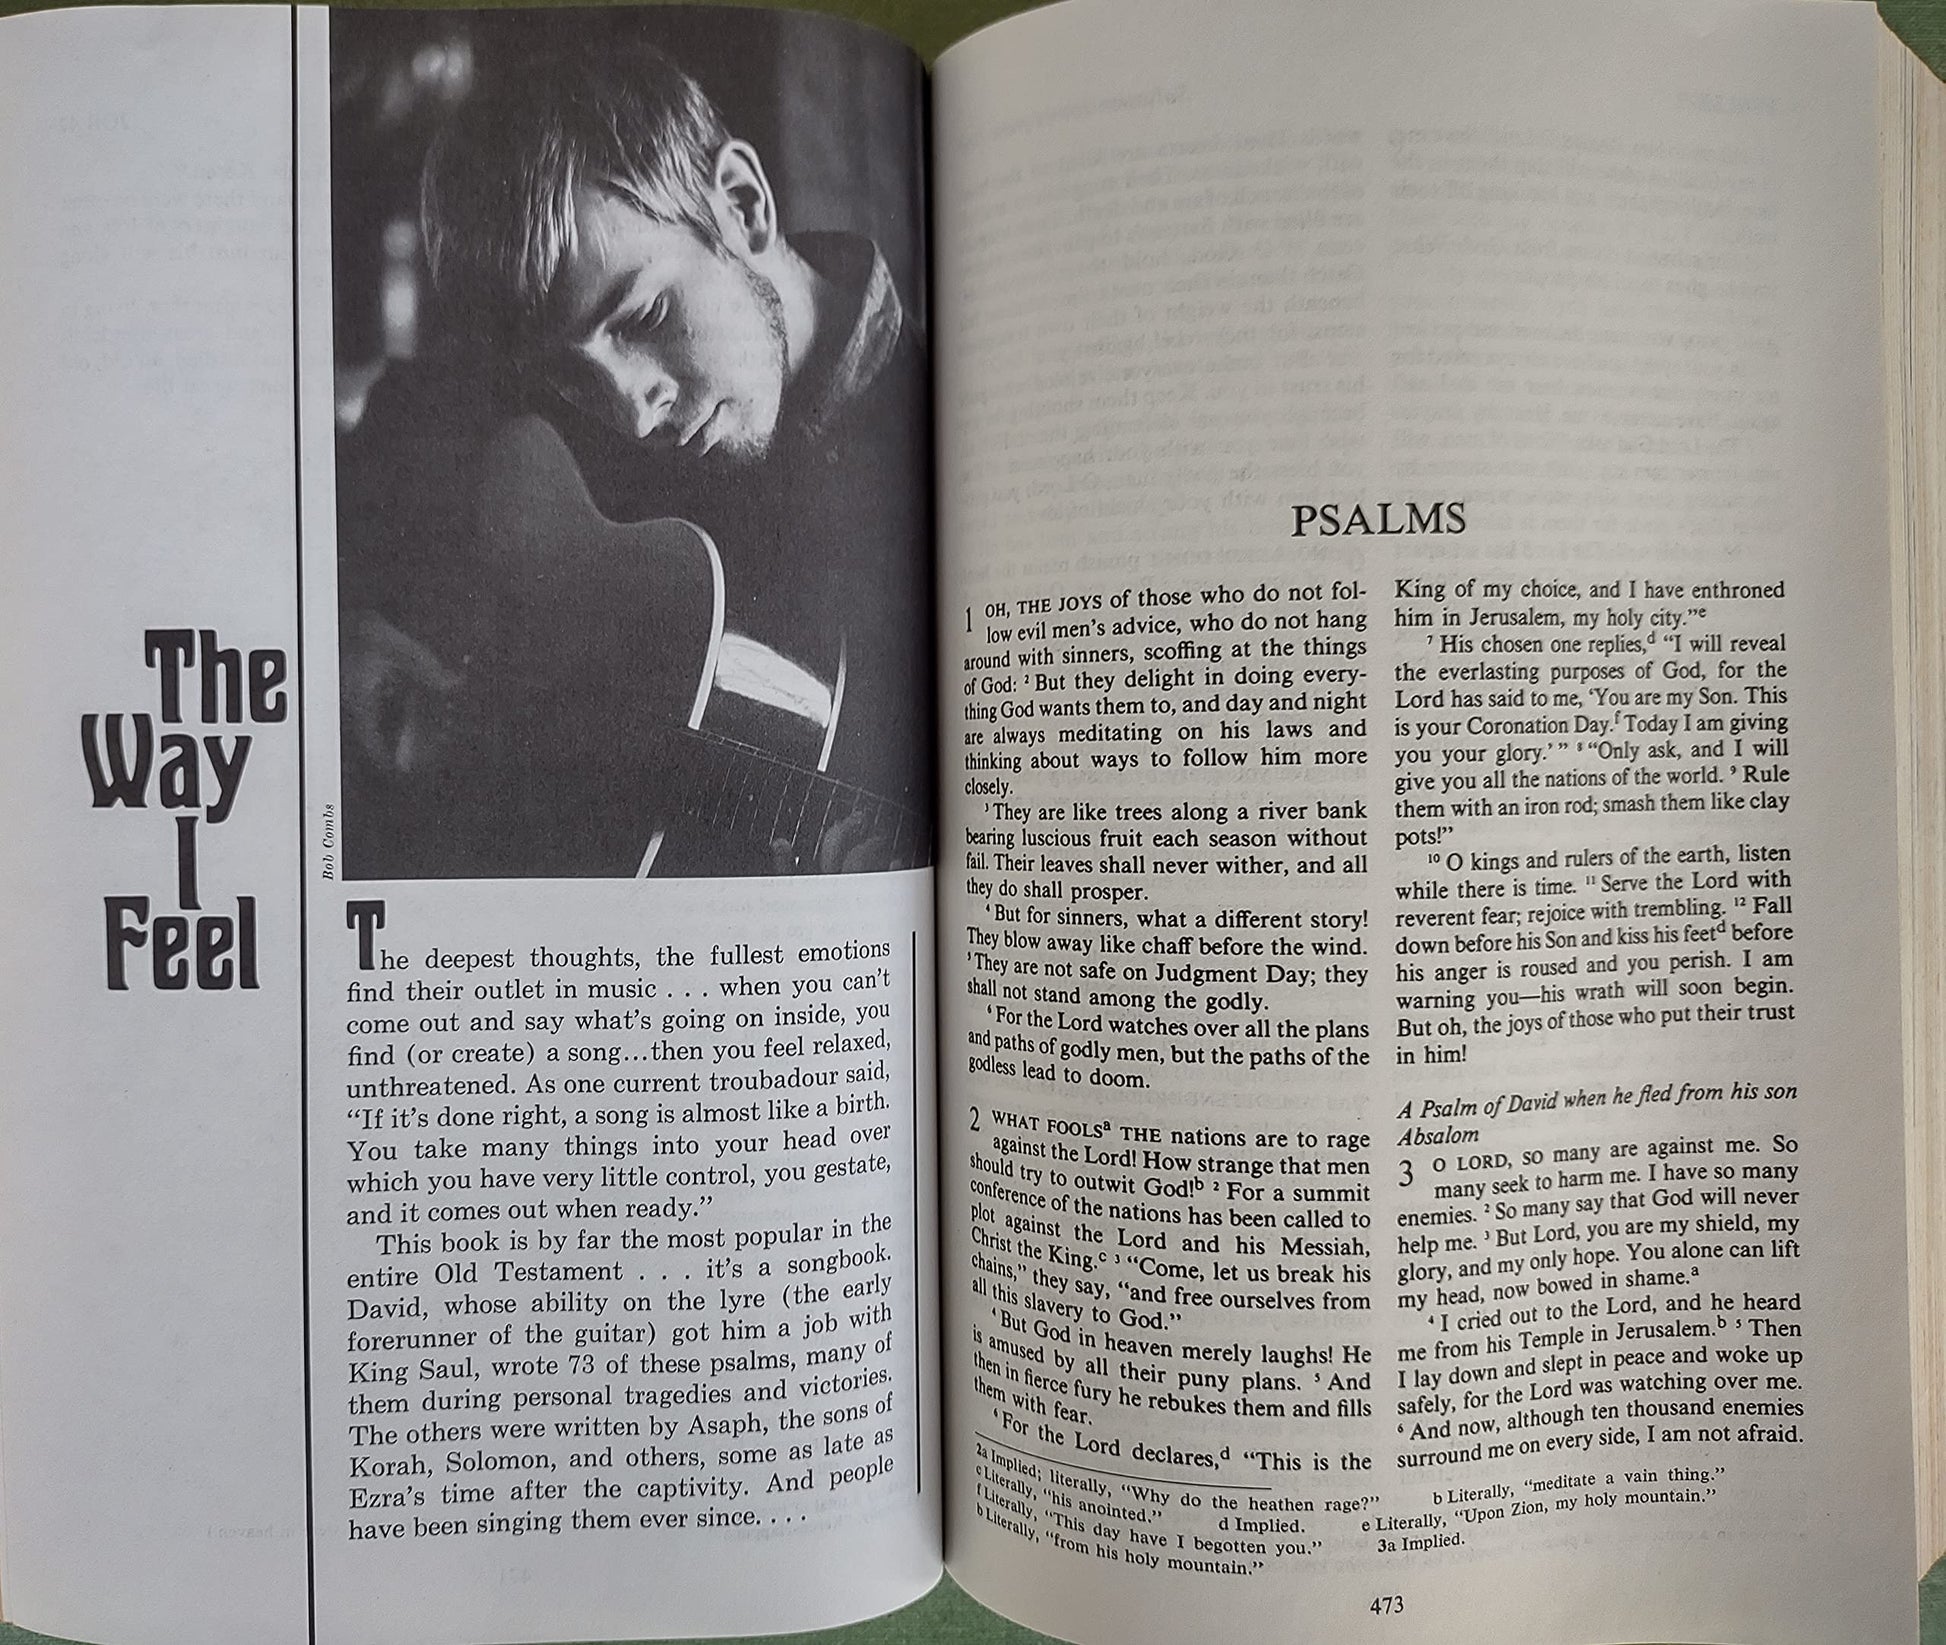 The
Way
I
Feel
Bob Combs
The deepest thoughts, the fullest emotions
find their outlet in music . . . when you can’t
come out and say what’s going on inside, you
find (or create) a song...then you feel relaxed,
unthreatened. As one current troubadour said,
“If it’s done right, a song is almost like a birth.
You take many things into your head over
which you have very little control, you gestate,
and it comes out when ready.”
This book is by far the most popular in the
entire Old Testament . . . it’s a songbook.
David, whose ability on the lyre (the early
forerunner of the guitar) got him a job with
King Saul, wrote 73 of these psalms, many of
them during personal tragedies and victories.
The others were written by Asaph, the sons of
Korah, Solomon, and others, some as late as
Ezra’s time after the captivity. And people
have been singing them ever since. . . .
PSALMS
1 OH, THE JOYS of those who do not fol-
low evil men’s advice, who do not hang
around with sinners, scoffing at the things
of God: ² But they delight in doing every-
thing God wants them to, and day and night
are always meditating on his laws and
thinking about ways to follow him more
closely.
³ They are like trees along a river bank
bearing luscious fruit each season without
fail. Their leaves shall never wither, and all
they do shall prosper.
⁴ But for sinners, what a different story!
They blow away like chaff before the wind.
⁵ They are not safe on Judgment Day; they
shall not stand among the godly.
⁶ For the Lord watches over all the plans
and paths of godly men, but the paths of the
godless lead to doom.
2 WHAT FOOLSᵃ THE nations are to rage
against the Lord! How strange that men
should try to outwit God!ᵇ ² For a summit
conference of the nations has been called to
plot against the Lord and his Messiah,
Christ the King.ᶜ ³ “Come, let us break his
chains,” they say, “and free ourselves from
all this slavery to God.”
⁴ But God in heaven merely laughs! He
is amused by all their puny plans. ⁵ And
then in fierce fury he rebukes them and fills
them with fear.
⁶ For the Lord declares,ᵈ “This is the
King of my choice, and I have enthroned
him in Jerusalem, my holy city.”ᵉ
⁷ His chosen one replies,ᵈ “I will reveal
the everlasting purposes of God, for the
Lord has said to me, ‘You are my Son. This
is your Coronation Day.ᶠ Today I am giving
you your glory.’ ” ⁸ “Only ask, and I will
give you all the nations of the world. ⁹ Rule
them with an iron rod; smash them like clay
pots!”
¹⁰ O kings and rulers of the earth, listen
while there is time. ¹¹ Serve the Lord with
reverent fear; rejoice with trembling. ¹² Fall
down before his Son and kiss his feetᵈ before
his anger is roused and you perish. I am
warning you—his wrath will soon begin.
But oh, the joys of those who put their trust
in him!
A Psalm of David when he fled from his son
Absalom
3 O LORD, SO many are against me. So
many seek to harm me. I have so many
enemies. ² So many say that God will never
help me. ³ But Lord, you are my shield, my
glory, and my only hope. You alone can lift
my head, now bowed in shame.ᵃ
⁴ I cried out to the Lord, and he heard
me from his Temple in Jerusalem.ᵇ ⁵ Then
I lay down and slept in peace and woke up
safely, for the Lord was watching over me.
⁶ And now, although ten thousand enemies
surround me on every side, I am not afraid.
2a Implied; literally, “Why do the heathen rage?” b Literally, “meditate a vain thing.”
c Literally, “his anointed.” d Implied. e Literally, “Upon Zion, my holy mountain.”
f Literally, “This day have I begotten you.” 3a Implied.
b Literally, “from his holy mountain.”
473